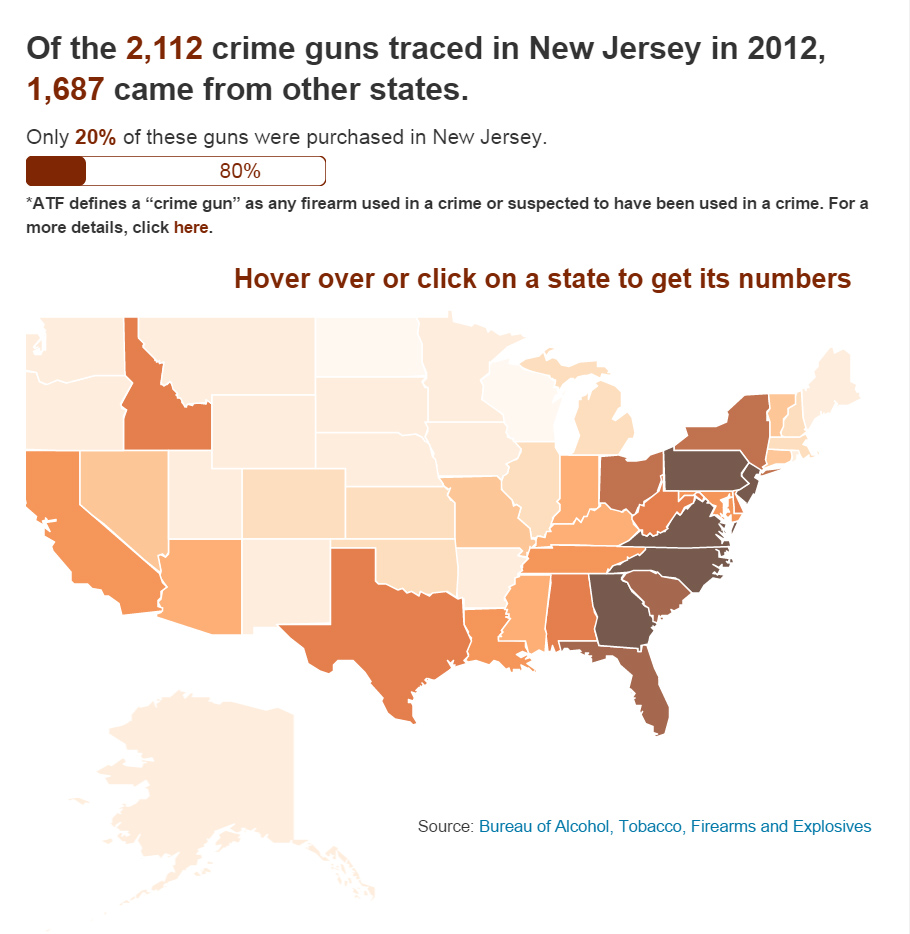 Of the 2,112 crime guns traced in New Jersey in 2012,
1,687 came from other states.
Only 20% of these guns were purchased in New Jersey.
80%
*ATF defines a “crime gun” as any firearm used in a crime or suspected to have been used in a crime. For a
more details, click here.
Hover over or click on a state to get its numbers
Source: Bureau of Alcohol, Tobacco, Firearms and Explosives